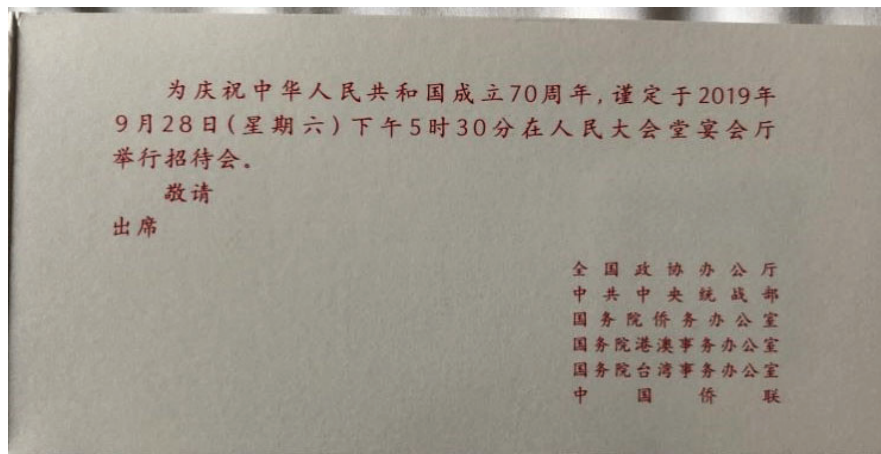 为庆祝中华人民共和国成立70周年,谨定于2019年
9月28日(星期六)下午5时30分在人民大会堂宴会厅
举行招待会。
敬请
出席
全国政协办公厅
中共中央统战部
国务院侨务办公室
国务院港澳事务办公室
国务院台湾事务办公室
中国侨联